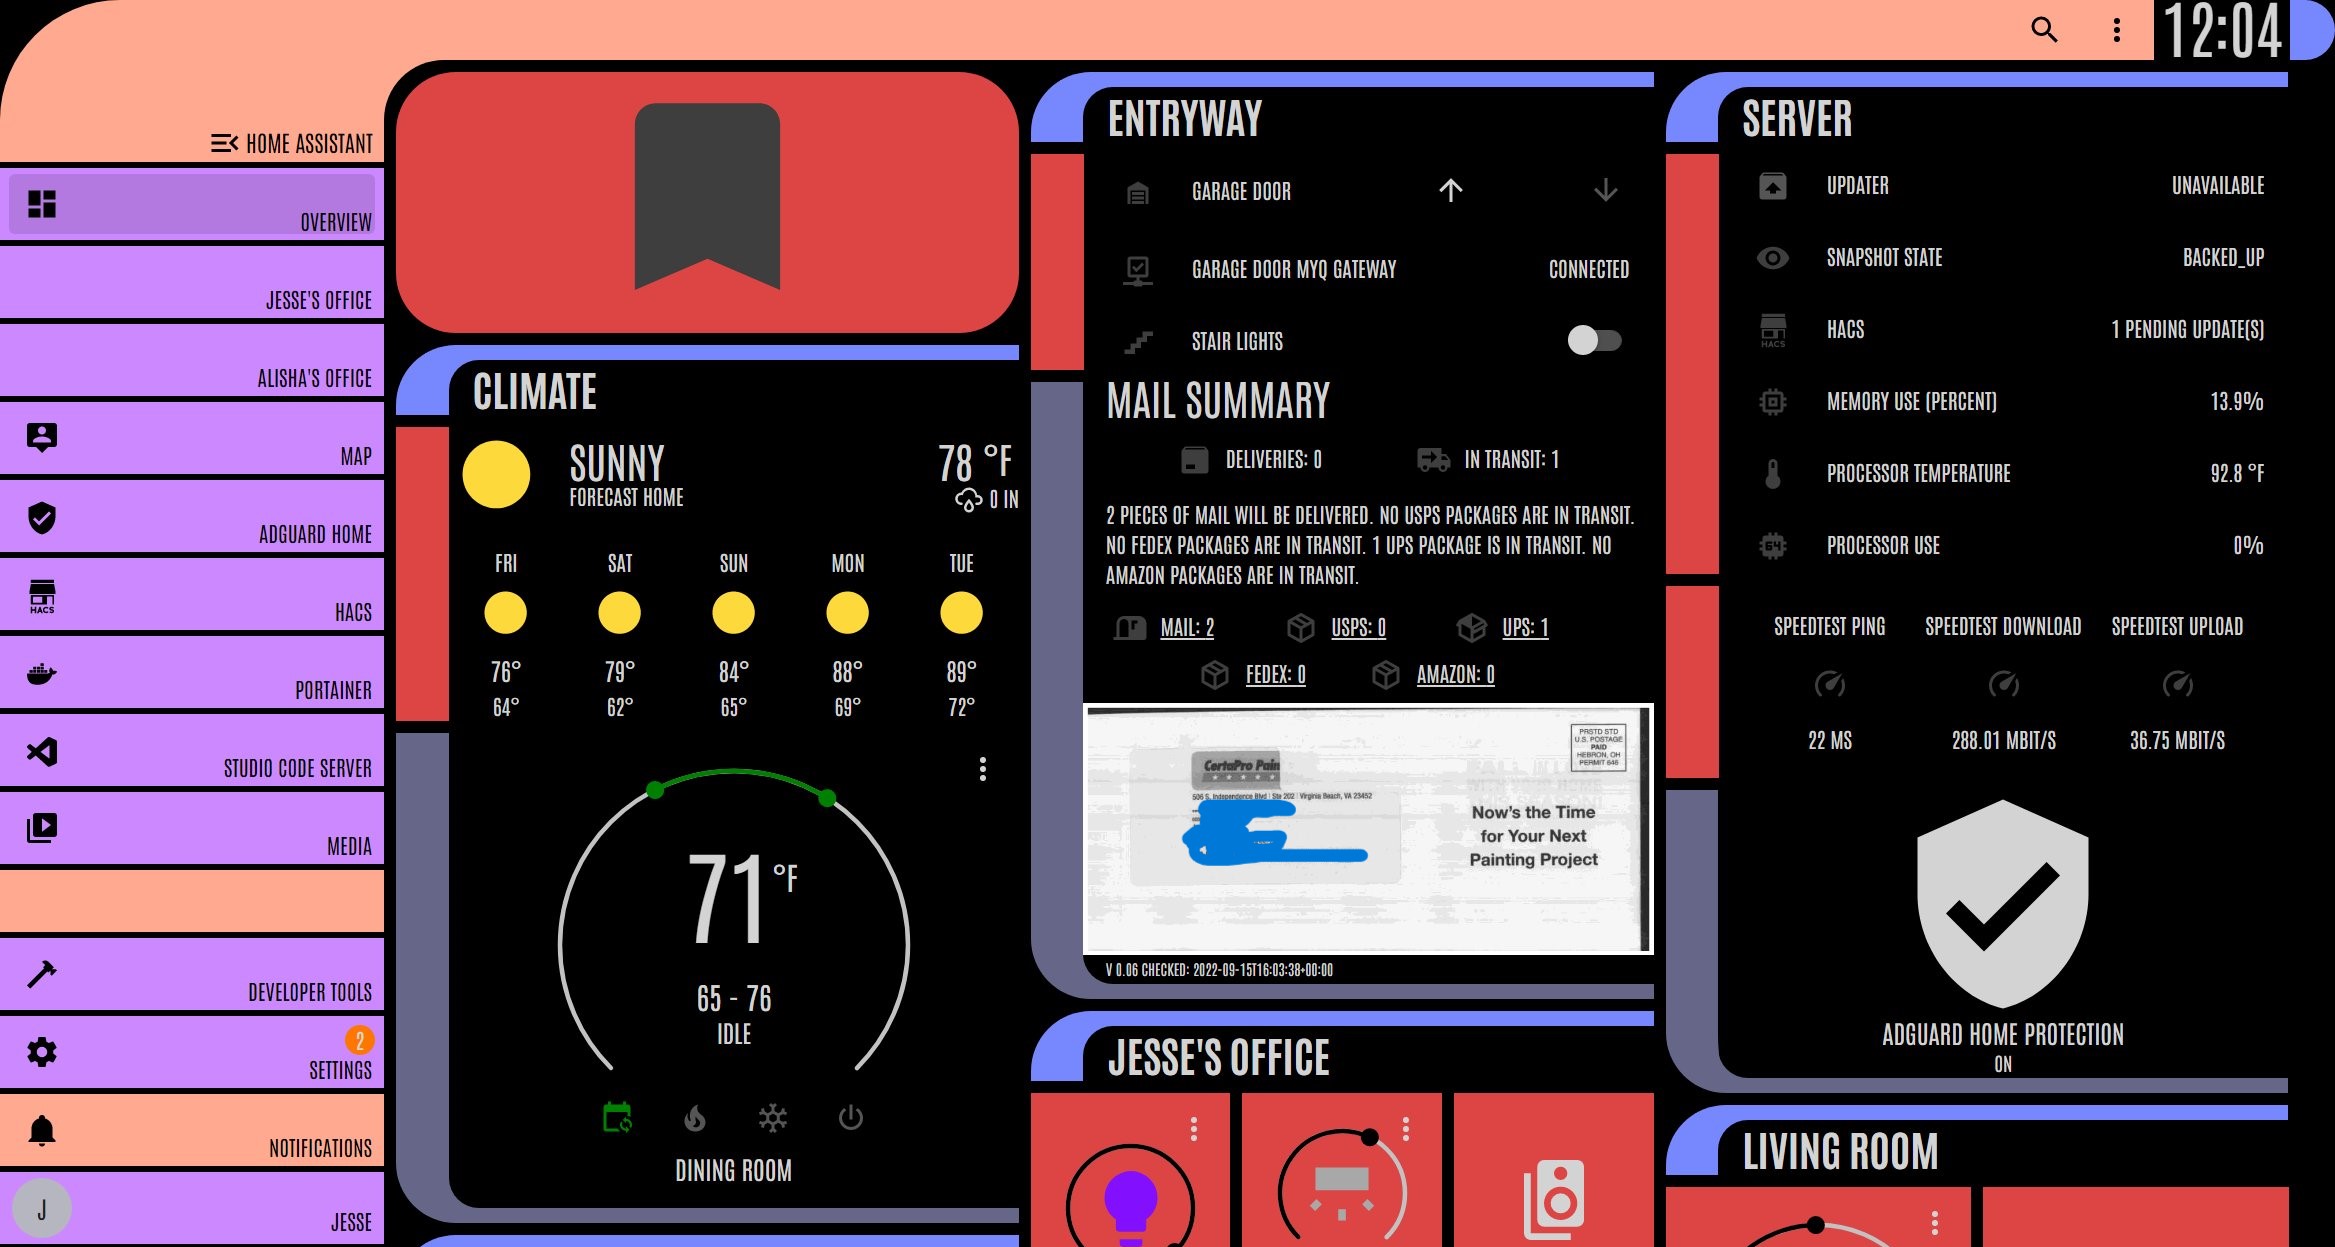 12:04
HOME ASSISTANT
OVERVIEW
JESSE'S OFFICE
ALISHA'S OFFICE
MAP
ADGUARD HOME
HACS
HACS
PORTAINER
STUDIO CODE SERVER
MEDIA
DEVELOPER TOOLS
2
SETTINGS
NOTIFICATIONS
J
JESSE
CLIMATE
SUNNY 78 °F
FORECAST HOME 0 IN
FRI SAT SUN MON TUE
76° 79° 84° 88° 89°
64° 62° 65° 69° 72°
71 °F
65 - 76
IDLE
DINING ROOM
ENTRYWAY
GARAGE DOOR
GARAGE DOOR MYQ GATEWAY CONNECTED
STAIR LIGHTS
MAIL SUMMARY
DELIVERIES: 0 IN TRANSIT: 1
2 PIECES OF MAIL WILL BE DELIVERED. NO USPS PACKAGES ARE IN TRANSIT.
NO FEDEX PACKAGES ARE IN TRANSIT. 1 UPS PACKAGE IS IN TRANSIT. NO
AMAZON PACKAGES ARE IN TRANSIT.
MAIL: 2 USPS: 0 UPS: 1
FEDEX: 0 AMAZON: 0
PRSTD STD
U.S. POSTAGE
PAID
HEBRON, OH
PERMIT 646
CertaPro Pain
506 S. Independence Blvd | Ste 202 | Virginia Beach, VA 23452
Now's the Time
for Your Next
Painting Project
V 0.06 CHECKED: 2022-09-15T16:03:38+00:00
JESSE'S OFFICE
SERVER
UPDATER UNAVAILABLE
SNAPSHOT STATE BACKED_UP
HACS
HACS 1 PENDING UPDATE(S)
MEMORY USE (PERCENT) 13.9%
PROCESSOR TEMPERATURE 92.8 °F
64
PROCESSOR USE 0%
SPEEDTEST PING SPEEDTEST DOWNLOAD SPEEDTEST UPLOAD
22 MS 288.01 MBIT/S 36.75 MBIT/S
ADGUARD HOME PROTECTION
ON
LIVING ROOM